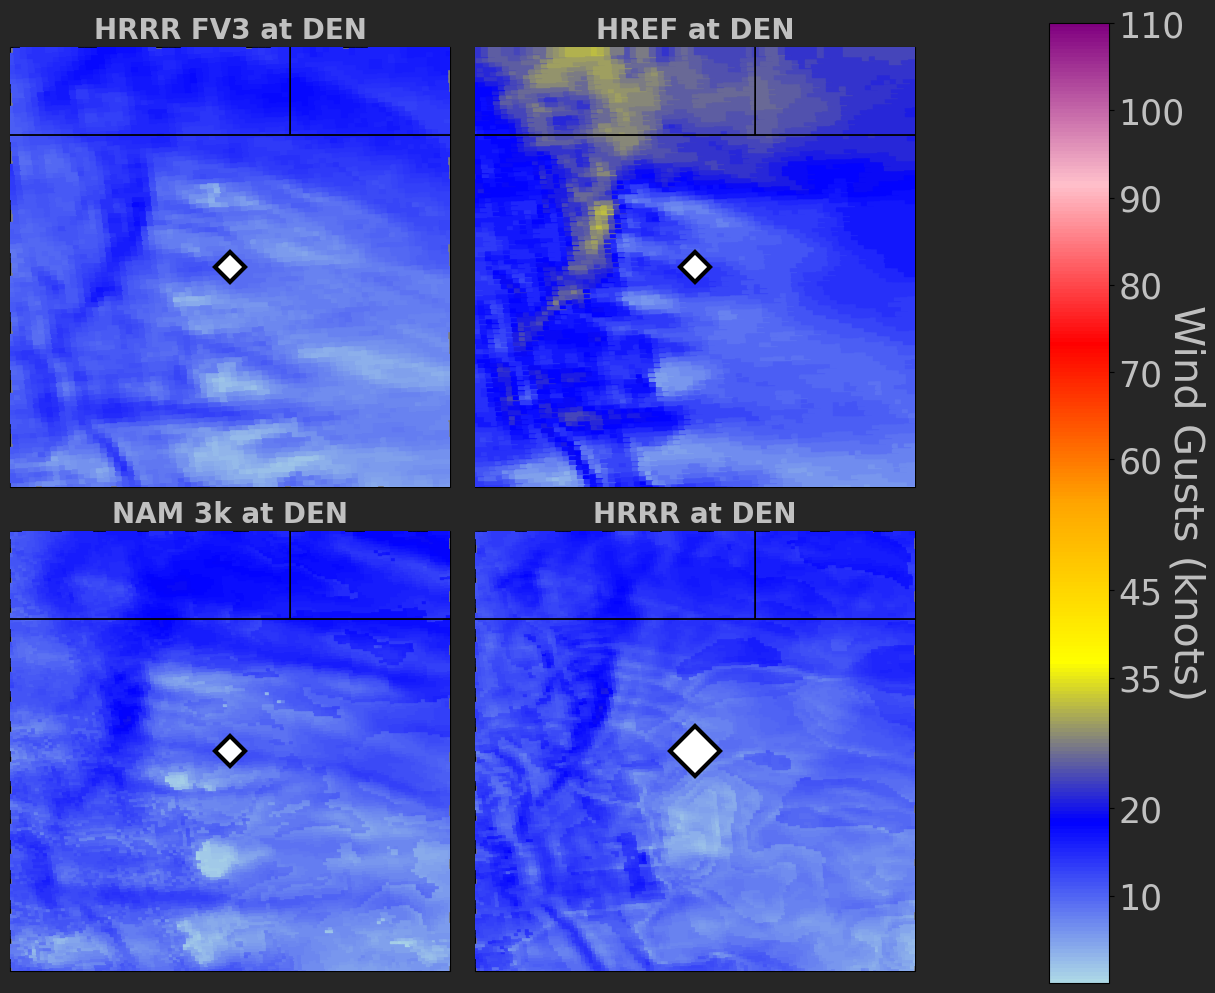 HRRR FV3 at DEN
HREF at DEN
NAM 3k at DEN
HRRR at DEN
110
100
90
80
70
60
45
35
20
10
Wind Gusts (knots)